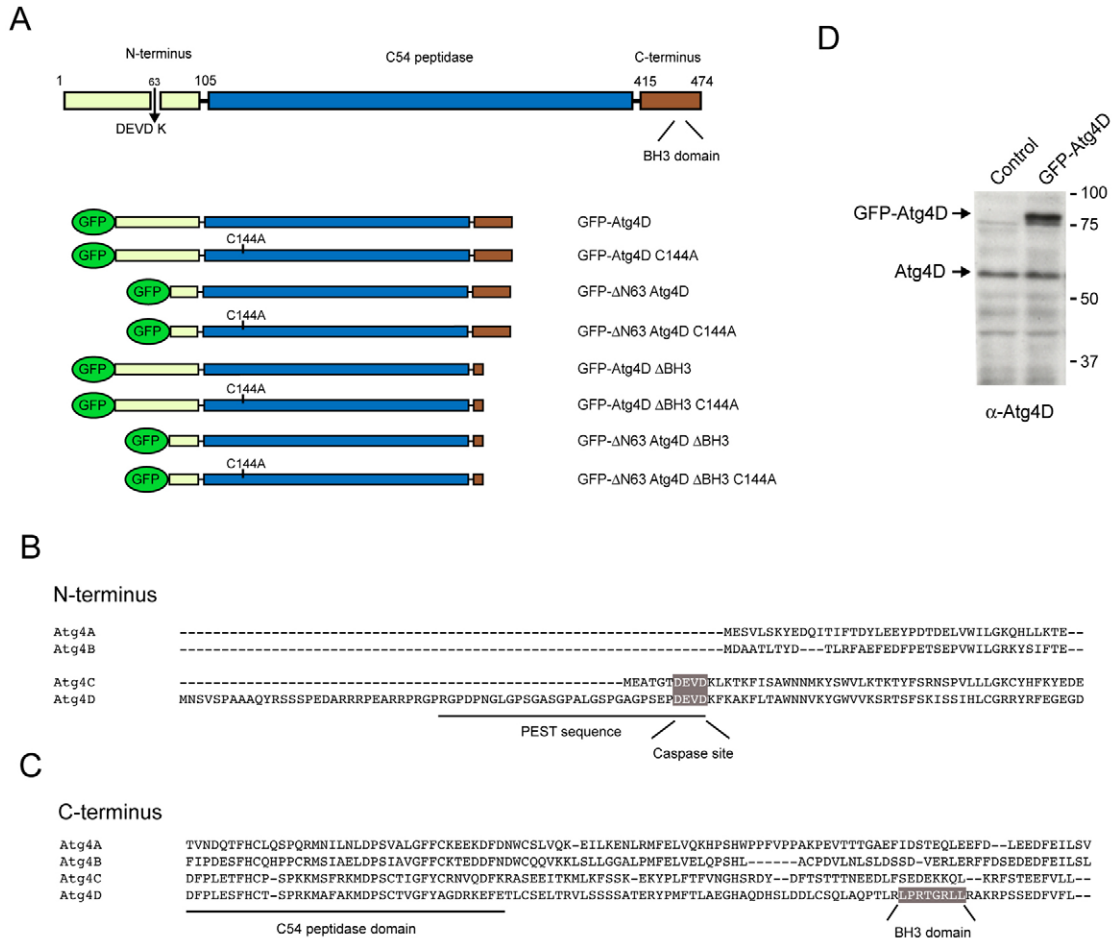 A
N-terminus
C54 peptidase
C-terminus
1
63
105
415
474
DEVD K
BH3 domain
GFP
GFP-Atg4D
C144A
GFP
GFP-Atg4D C144A
GFP
GFP-ΔN63 Atg4D
C144A
GFP
GFP-ΔN63 Atg4D C144A
GFP
GFP-Atg4D ΔBH3
C144A
GFP
GFP-Atg4D ΔBH3 C144A
GFP
GFP-ΔN63 Atg4D ΔBH3
C144A
GFP
GFP-ΔN63 Atg4D ΔBH3 C144A
D
Control
GFP-Atg4D
GFP-Atg4D
Atg4D
- 100
- 75
- 50
- 37
α-Atg4D
B
N-terminus
Atg4A ----------------------------------------------------------------MESVLSKYEDQITIFTDYLEEYPDTDELVWILGKQHLLKTE--
Atg4B ----------------------------------------------------------------MDAATLTYD---TLRFAEFEDFPETSEPVWILGRKYSIFTE--
Atg4C ----------------------------------------------------MEATGTDEVDKLKTKFISAWNNMKYSWVLKTKTYFSRNSPVLLLGKCYHFKYEDE
Atg4D MNSVSPAAAQYRSSSPEDARRRPEARRPRGPRGPDPNGLGPSGASGPALGSPGAGPSEPDEVDKFKAKFLTAWNNVKYGWVVKSRTSFSKISSIHLCGRRYRFEGEGD
PEST sequence
Caspase site
C
C-terminus
Atg4A TVNDQTFHCLQSPQRMNILNLDPSVALGFFCKEEKDFDNWCSLVQK-EILKENLRMFELVQKHPSHWPPFVPPAKPEVTTTGAEFIDSTEQLEEFD--LEEDFEILSV
Atg4B FIPDESFHCQHPPCRMSIAELDPSIAVGFFCKTEDDFNDWCQQVKKLSLLGGALPMFELVELQPSHL------ACPDVLNLSLDSSD-VERLERFFDSEDEDFEILSL
Atg4C DFPLETFHCT-SPKKMSFRKMDPSCTIGFYCRNVQDFKRASEEITKMLKFSSK-EKYPLFTFVNGHSRDY--DFTSTTTNEEDLFSEDEKKQL--KRFSTEEFVLL--
Atg4D DFPLESFHCT-SPRKMAFAKMDPSCTVGFYAGDRKEFETLCSELTRVLSSSSATERYPMFTLAEGHAQDHSLDDLCSQLAQPTLRLPRTGRLLRAKRPSSEDFVFL--
C54 peptidase domain
BH3 domain